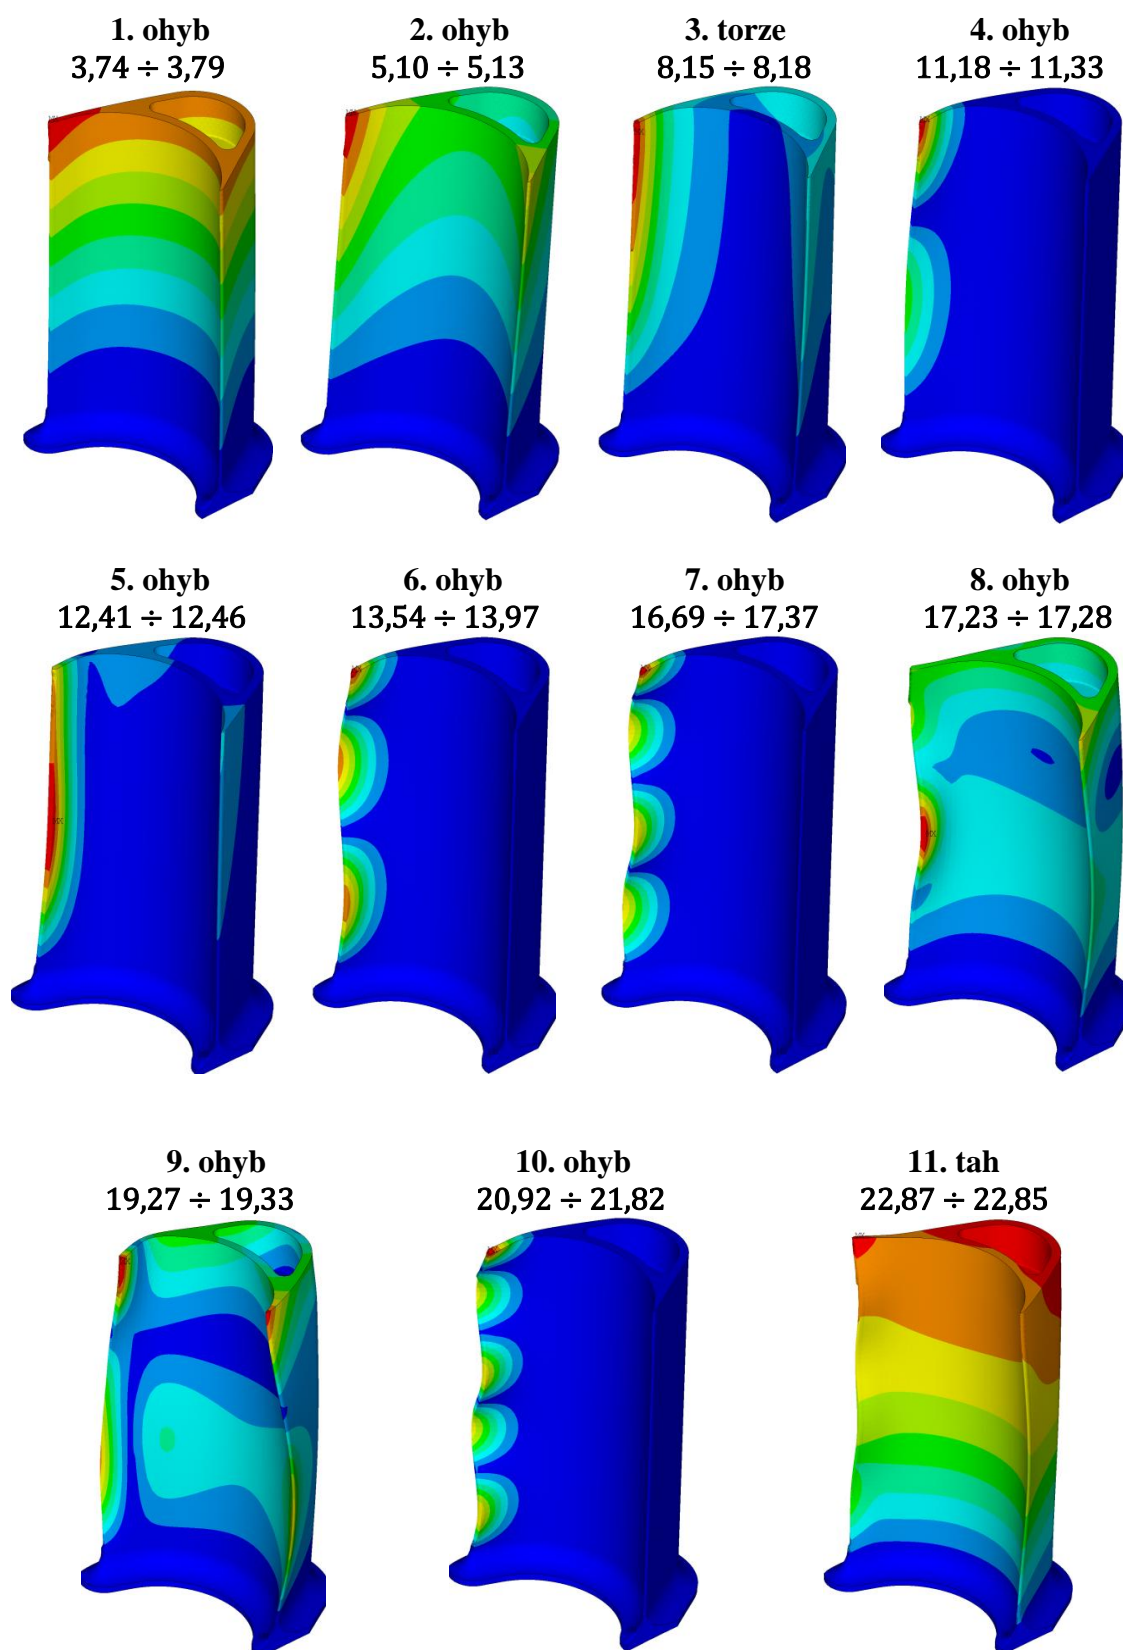 1. ohyb
3,74 ÷ 3,79
2. ohyb
5,10 ÷ 5,13
3. torze
8,15 ÷ 8,18
4. ohyb
11,18 ÷ 11,33
5. ohyb
12,41 ÷ 12,46
6. ohyb
13,54 ÷ 13,97
7. ohyb
16,69 ÷ 17,37
8. ohyb
17,23 ÷ 17,28
9. ohyb
19,27 ÷ 19,33
10. ohyb
20,92 ÷ 21,82
11. tah
22,87 ÷ 22,85